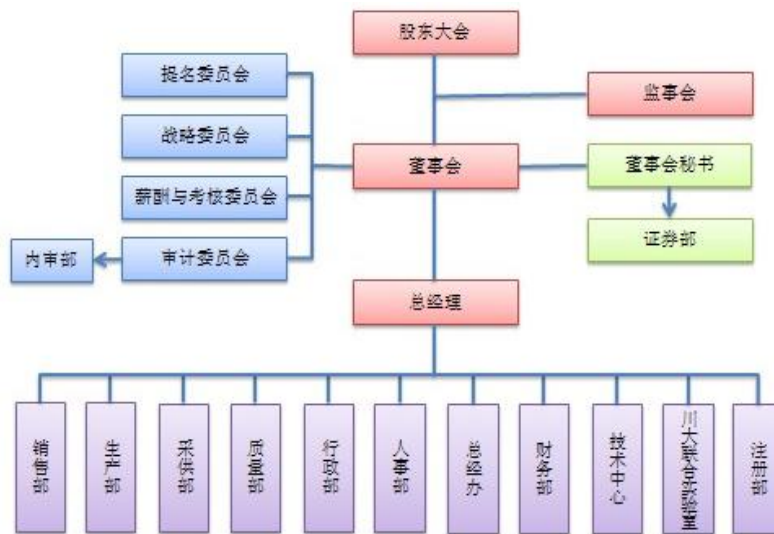 股东大会
提名委员会
监事会
战略委员会
董事会
董事会秘书
薪酬与考核委员会
内审部
审计委员会
证券部
总经理
销售部
生产部
采供部
质量部
行政部
人事部
总经办
财务部
技术中心
川大联合实验室
注册部